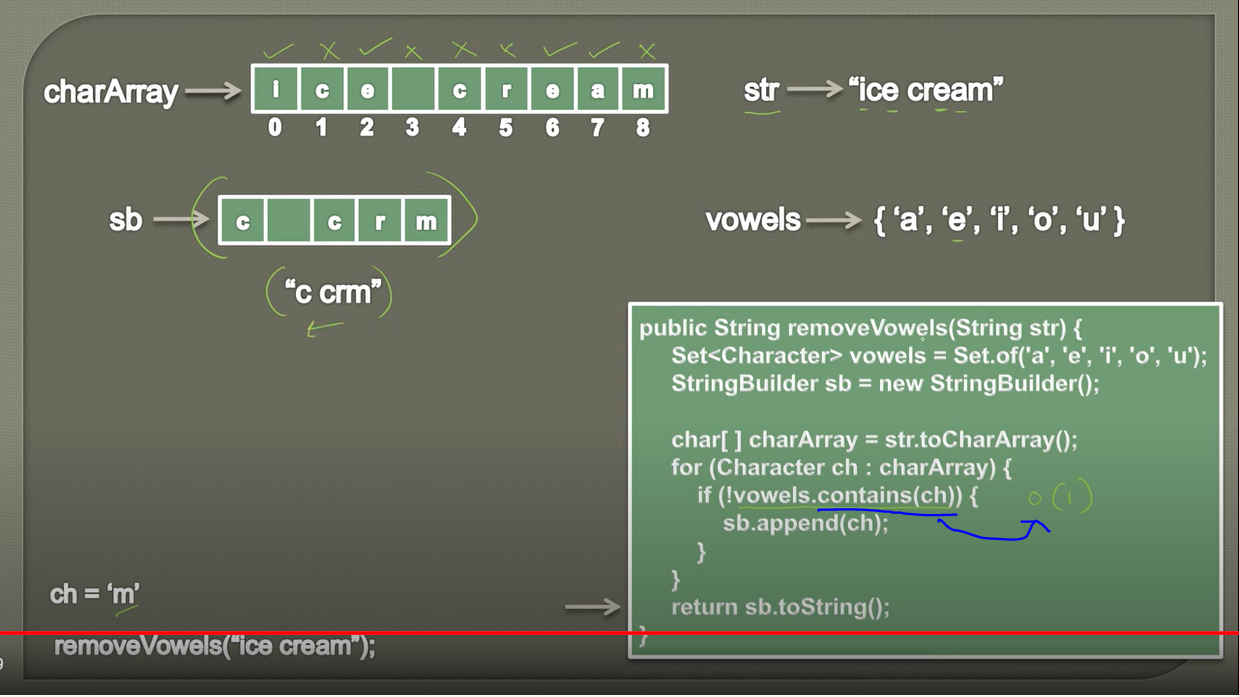 charArray i c e c r e a m
0 1 2 3 4 5 6 7 8
str “ice cream”
sb c c r m
“c crm”
vowels { ‘a’, ‘e’, ‘i’, ‘o’, ‘u’ }
public String removeVowels(String str) {
Set<Character> vowels = Set.of('a', 'e', 'i', 'o', 'u');
StringBuilder sb = new StringBuilder();
char[ ] charArray = str.toCharArray();
for (Character ch : charArray) {
if (!vowels.contains(ch)) { O(1)
sb.append(ch);
}
}
return sb.toString();
}
ch = ‘m’
removeVowels(“ice cream”);
9